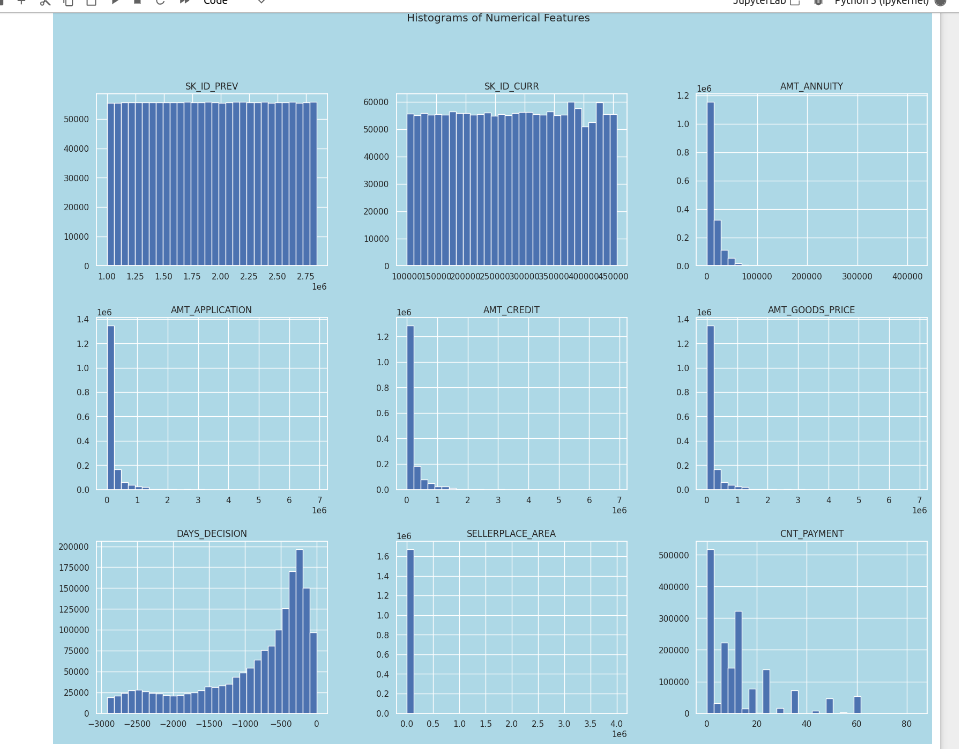 Code
JupyterLab
Python 3 (ipykernel)
Histograms of Numerical Features
SK_ID_PREV
50000
40000
30000
20000
10000
0
1.00 1.25 1.50 1.75 2.00 2.25 2.50 2.75
1e6
SK_ID_CURR
60000
50000
40000
30000
20000
10000
0
100000 150000 200000 250000 300000 350000 400000 450000
AMT_ANNUITY
1e6
1.2
1.0
0.8
0.6
0.4
0.2
0.0
0 100000 200000 300000 400000
AMT_APPLICATION
1e6
1.4
1.2
1.0
0.8
0.6
0.4
0.2
0.0
0 1 2 3 4 5 6 7
1e6
AMT_CREDIT
1e6
1.2
1.0
0.8
0.6
0.4
0.2
0.0
0 1 2 3 4 5 6 7
1e6
AMT_GOODS_PRICE
1e6
1.4
1.2
1.0
0.8
0.6
0.4
0.2
0.0
0 1 2 3 4 5 6 7
1e6
DAYS_DECISION
200000
175000
150000
125000
100000
75000
50000
25000
0
−3000 −2500 −2000 −1500 −1000 −500 0
SELLERPLACE_AREA
1e6
1.6
1.4
1.2
1.0
0.8
0.6
0.4
0.2
0.0
0.0 0.5 1.0 1.5 2.0 2.5 3.0 3.5 4.0
1e6
CNT_PAYMENT
500000
400000
300000
200000
100000
0
0 20 40 60 80